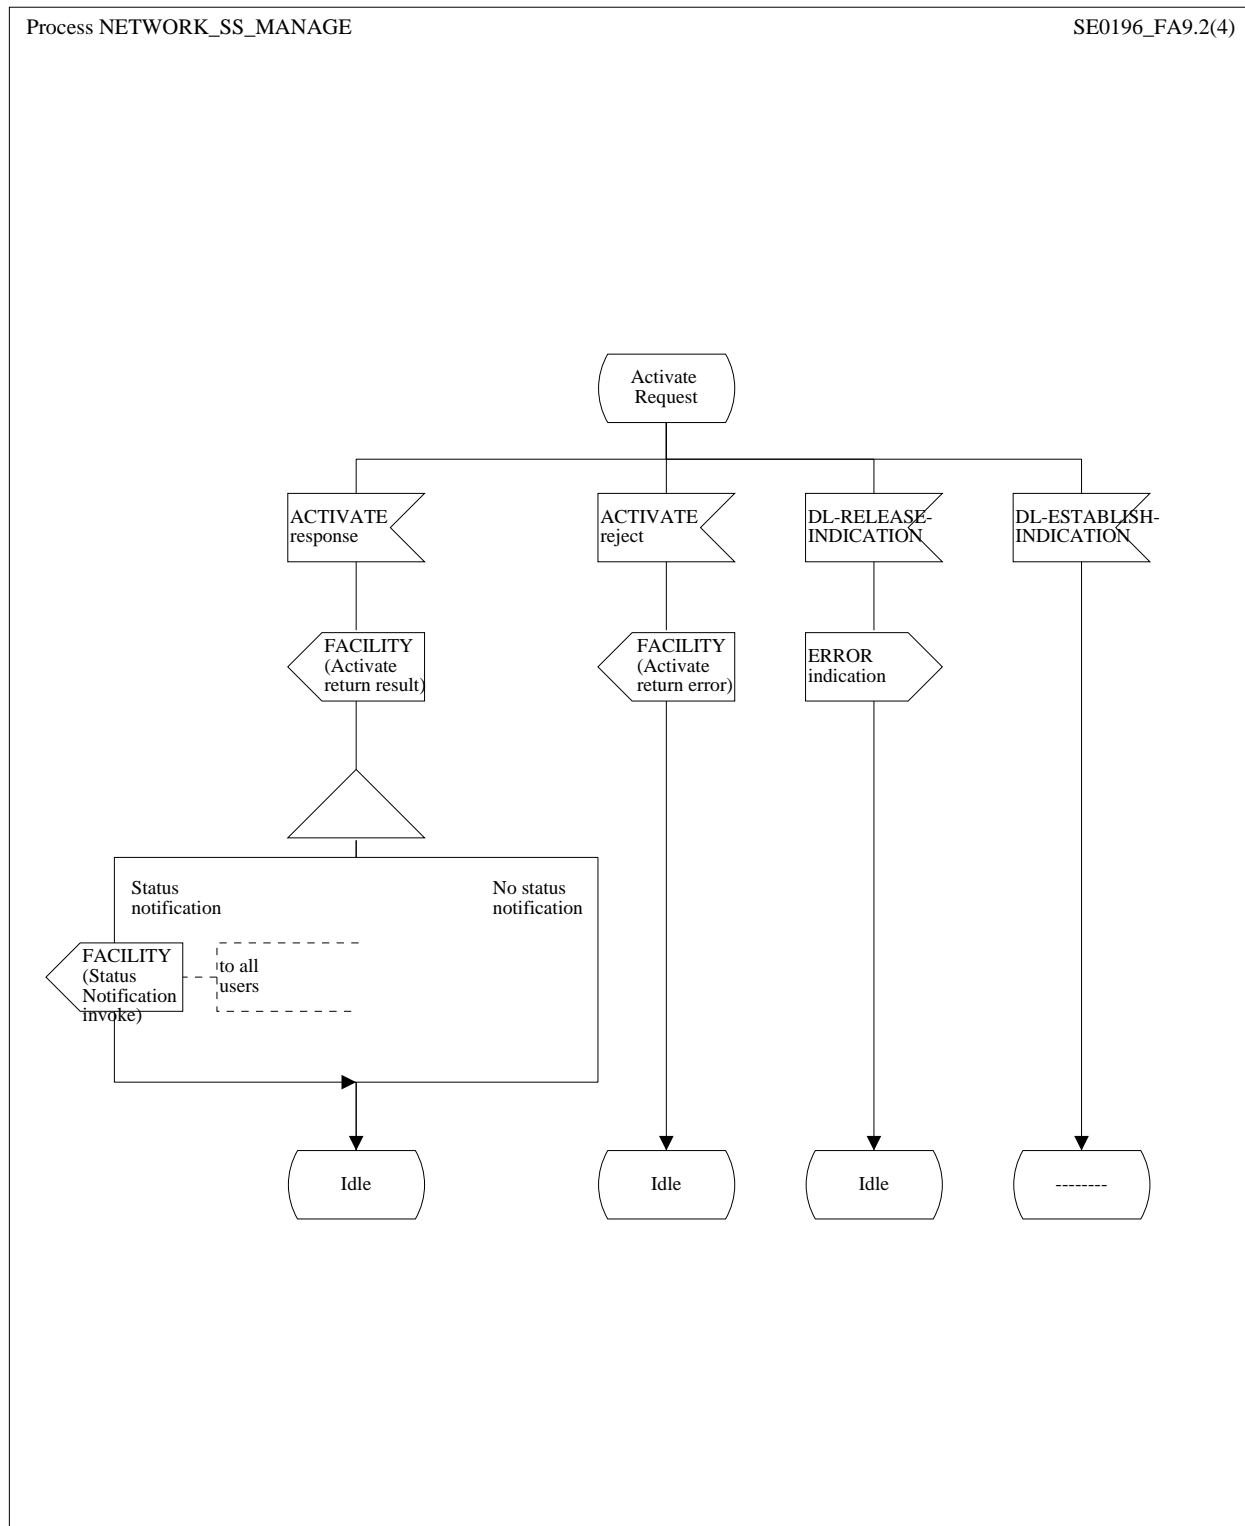 Process NETWORK_SS_MANAGE
SE0196_FA9.2(4)
Activate
Request
ACTIVATE
response
ACTIVATE
reject
DL-RELEASE-
INDICATION
DL-ESTABLISH-
INDICATION
FACILITY
(Activate
return result)
FACILITY
(Activate
return error)
ERROR
indication
Status
notification
No status
notification
FACILITY
(Status
Notification
invoke)
to all
users
Idle
Idle
Idle
--------